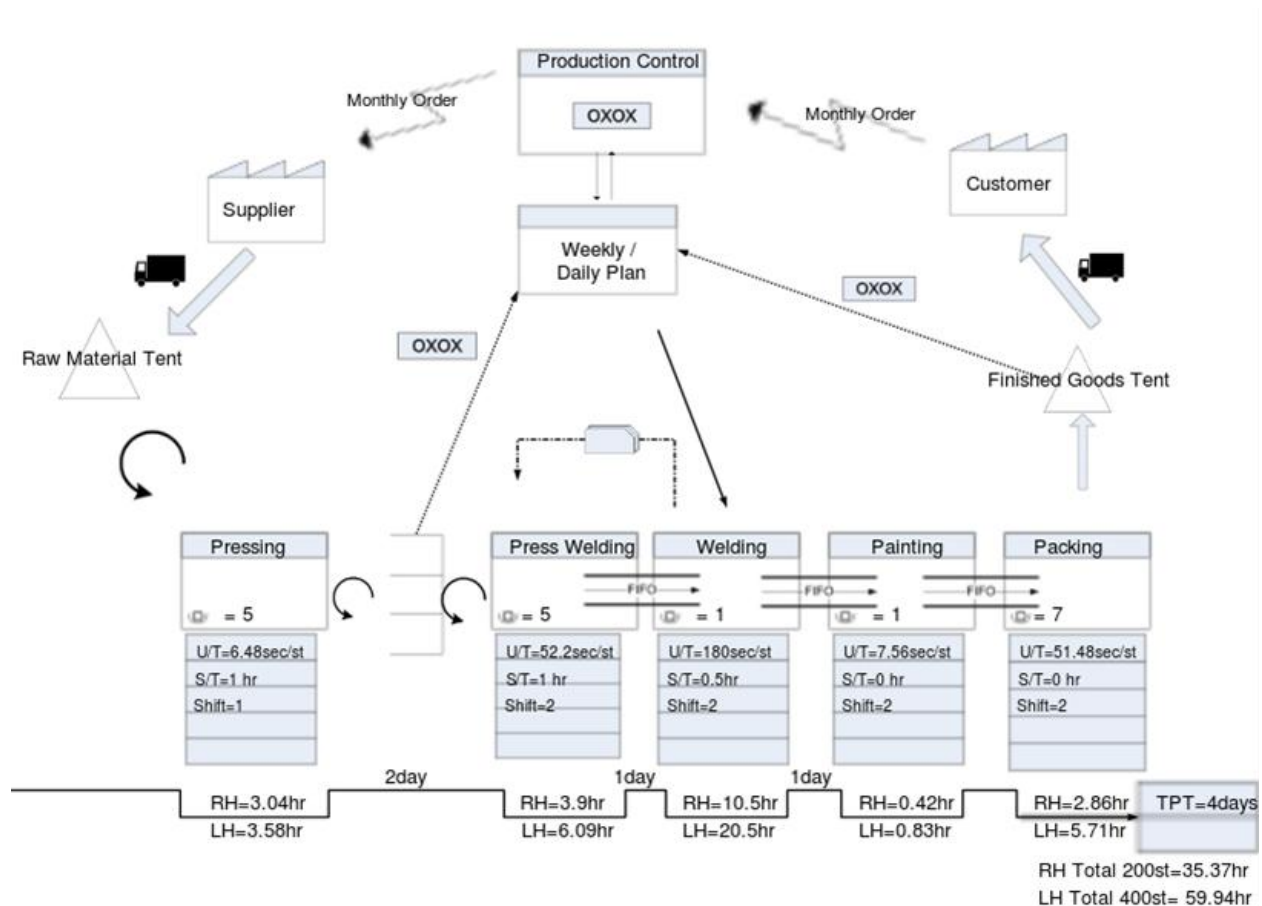 Production Control
OXOX
Monthly Order
Monthly Order
Supplier
Customer
Weekly /
Daily Plan
OXOX
OXOX
Raw Material Tent
Finished Goods Tent
Pressing
= 5
U/T=6.48sec/st
S/T=1 hr
Shift=1
Press Welding
= 5
U/T=52.2sec/st
S/T=1 hr
Shift=2
FIFO
Welding
= 1
U/T=180sec/st
S/T=0.5hr
Shift=2
FIFO
Painting
= 1
U/T=7.56sec/st
S/T=0 hr
Shift=2
FIFO
Packing
= 7
U/T=51.48sec/st
S/T=0 hr
Shift=2
2day
1day
1day
RH=3.04hr
LH=3.58hr
RH=3.9hr
LH=6.09hr
RH=10.5hr
LH=20.5hr
RH=0.42hr
LH=0.83hr
RH=2.86hr
LH=5.71hr
TPT=4days
RH Total 200st=35.37hr
LH Total 400st= 59.94hr